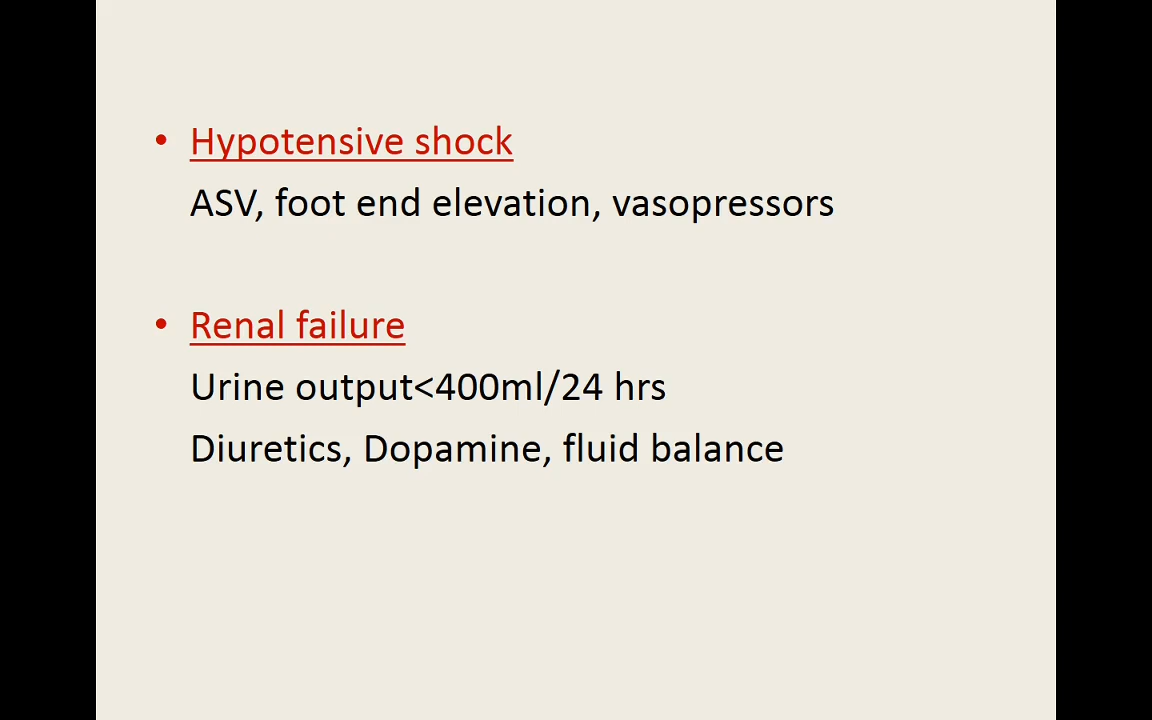 • Hypotensive shock
ASV, foot end elevation, vasopressors
• Renal failure
Urine output<400ml/24 hrs
Diuretics, Dopamine, fluid balance